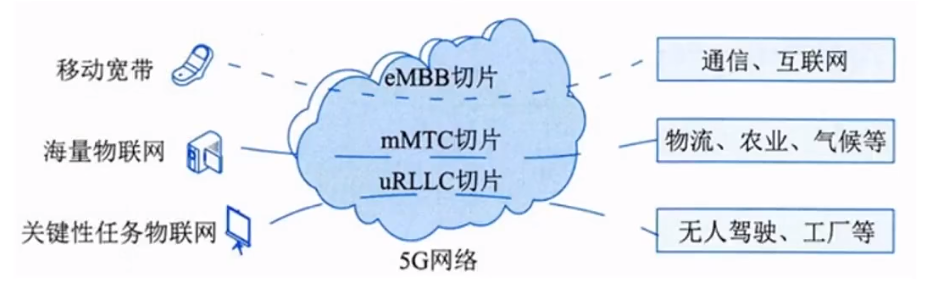 移动宽带
eMBB切片
通信、互联网
海量物联网
mMTC切片
物流、农业、气候等
uRLLC切片
关键性任务物联网
无人驾驶、工厂等
5G网络